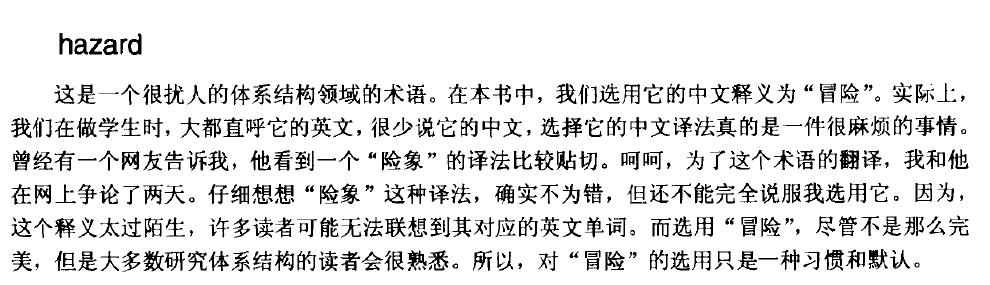 hazard
这是一个很扰人的体系结构领域的术语。在本书中，我们选用它的中文释义为“冒险”。实际上，
我们在做学生时，大都直呼它的英文，很少说它的中文，选择它的中文译法真的是一件很麻烦的事情。
曾经有一个网友告诉我，他看到一个“险象”的译法比较贴切。呵呵，为了这个术语的翻译，我和他
在网上争论了两天。仔细想想“险象”这种译法，确实不为错，但还不能完全说服我选用它。因为，
这个释义太过陌生，许多读者可能无法联想到其对应的英文单词。而选用“冒险”，尽管不是那么完
美，但是大多数研究体系结构的读者会很熟悉。所以，对“冒险”的选用只是一种习惯和默认。